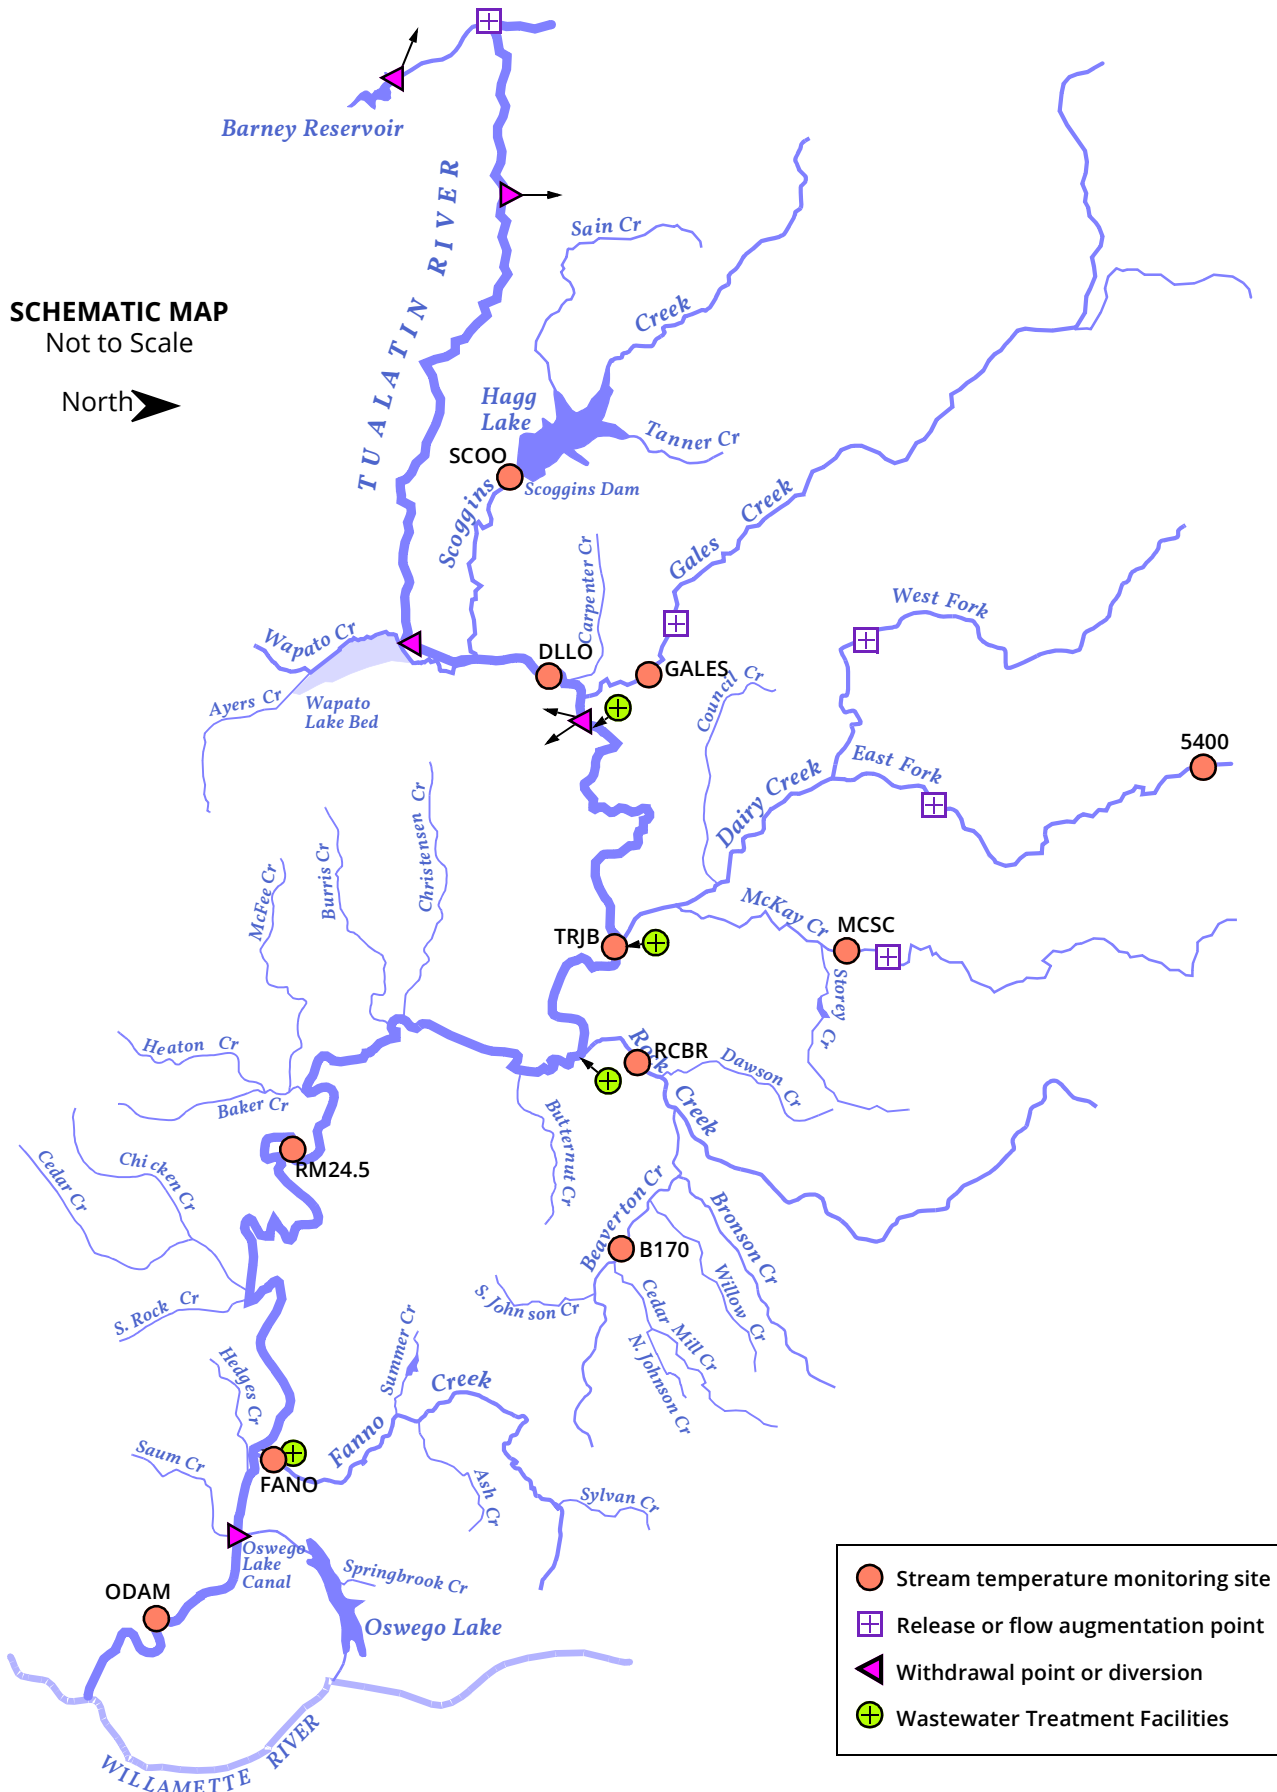 Barney Reservoir
TUALATIN RIVER
Sain Cr
SCHEMATIC MAP
Not to Scale
North
Creek
Hagg
Lake
Tanner Cr
SCOO
Scoggins Dam
Scoggins
Creek
Gales
Carpenter Cr
West Fork
Wapato Cr
DLLO
GALES
Council Cr
Ayers Cr
Wapato
Lake Bed
5400
East Fork
Dairy Creek
Christensen Cr
Burris Cr
McFee Cr
McKay Cr
MCSC
TRJB
Storey Cr
Heaton Cr
Rock
RCBR
Dawson Cr
Creek
Baker Cr
Butternut Cr
RM24.5
Chicken Cr
Cedar Cr
Beaverton Cr
Bronson Cr
B170
Willow Cr
S. Johnson Cr
Cedar Mill Cr
N. Johnson Cr
S. Rock Cr
Hedges Cr
Summer Cr
Creek
Fanno
Saum Cr
FANO
Ash Cr
Sylvan Cr
Oswego
Lake
Canal
Springbrook Cr
ODAM
Oswego Lake
WILLAMETTE RIVER
Stream temperature monitoring site
Release or flow augmentation point
Withdrawal point or diversion
Wastewater Treatment Facilities